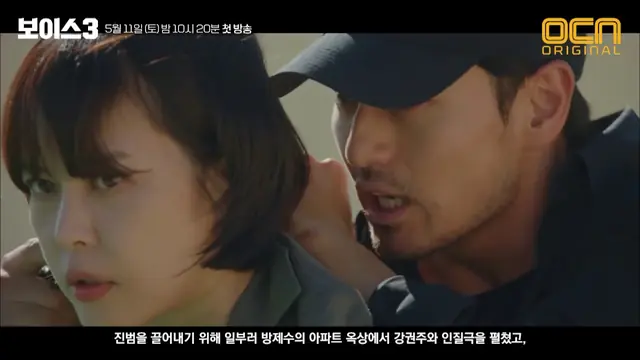 보이스3 5월 11일 (토) 밤 10시 20분 첫 방송
OCN
ORIGINAL
진범을 끌어내기 위해 일부러 방제수의 아파트 옥상에서 강권주와 인질극을 펼쳤고,